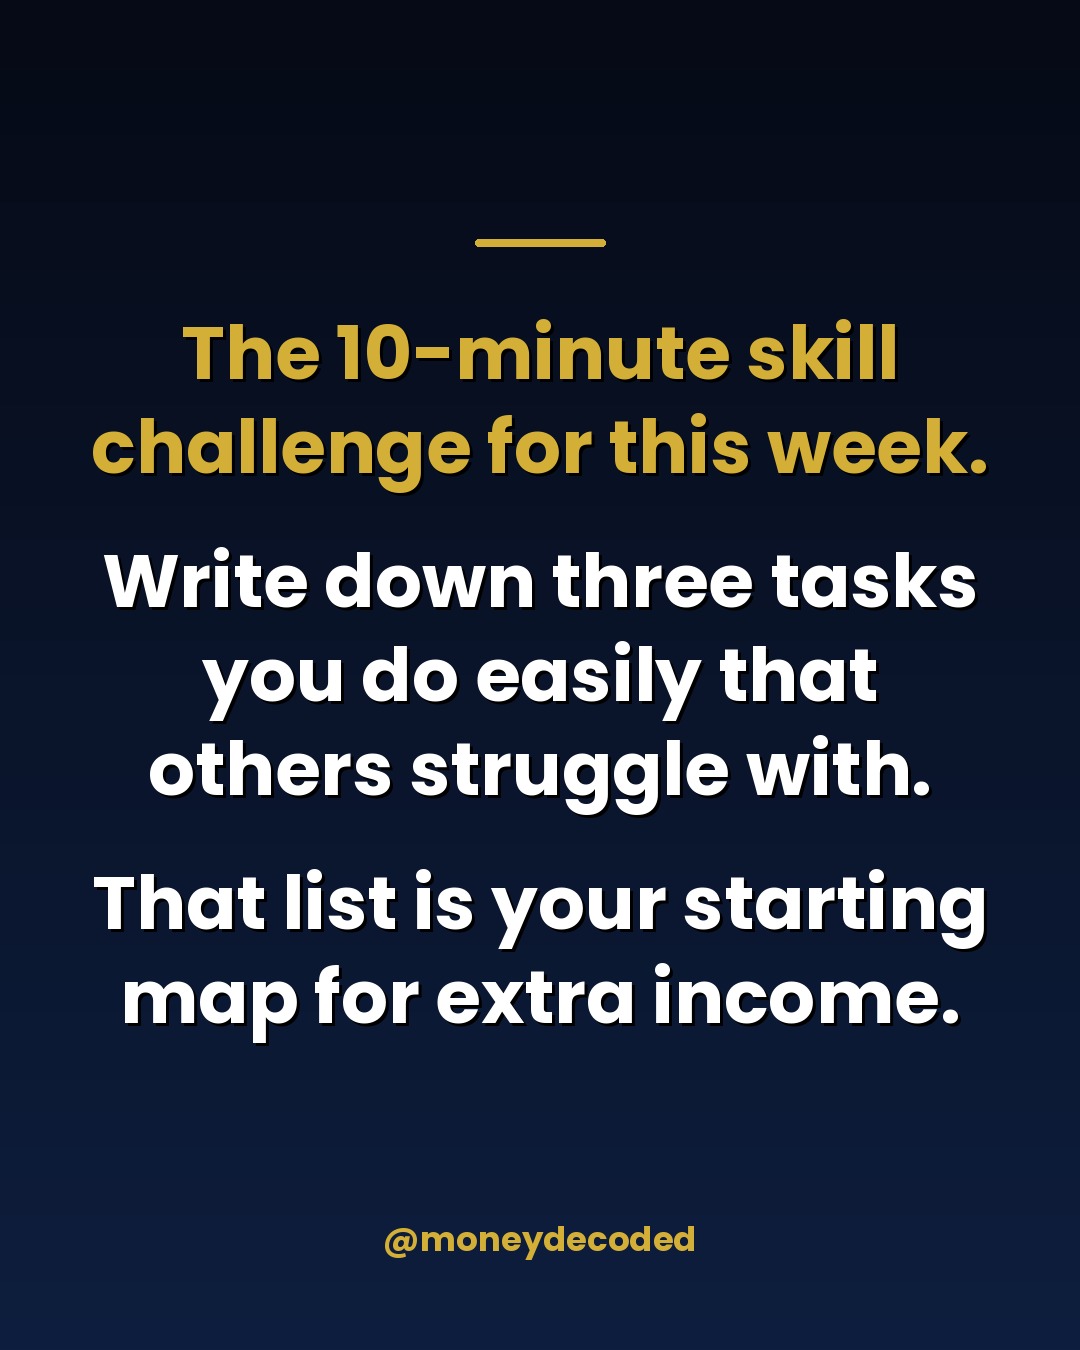 The 10-minute skill
challenge for this week.
Write down three tasks
you do easily that
others struggle with.
That list is your starting
map for extra income.
@moneydecoded